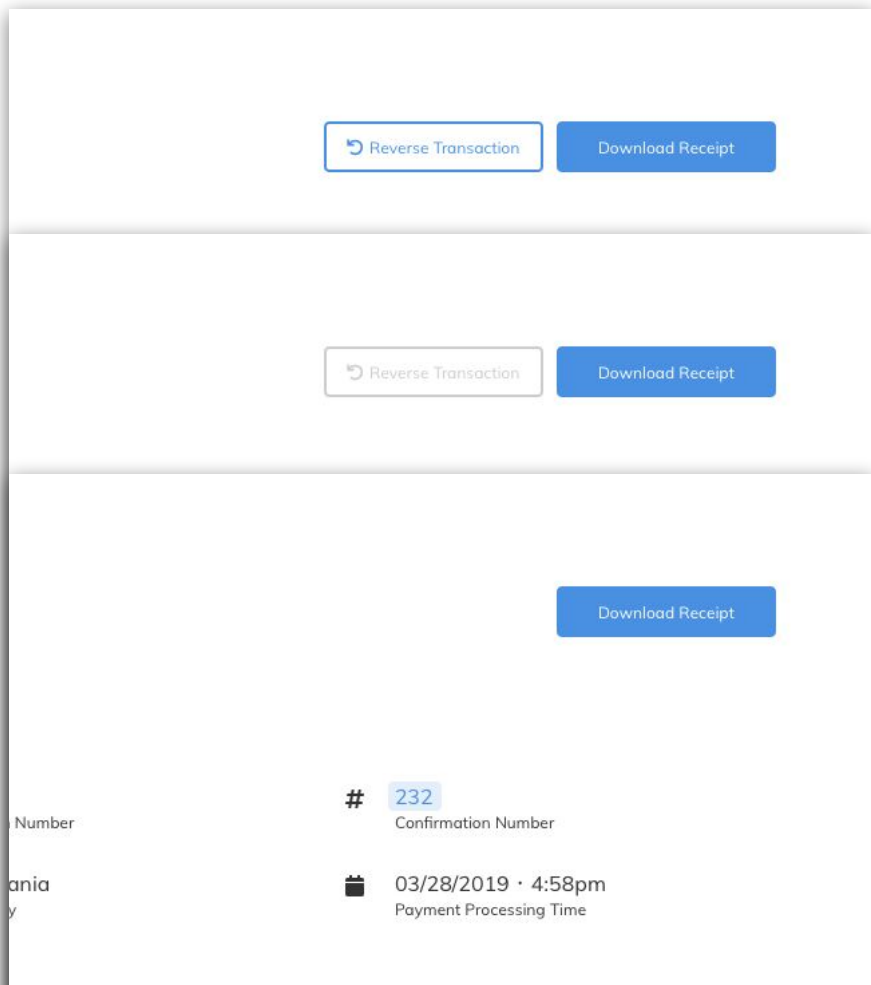 Reverse Transaction
Download Receipt
Reverse Transaction
Download Receipt
Download Receipt
# 232
Number
Confirmation Number
ania
03/28/2019 · 4:58pm
y
Payment Processing Time